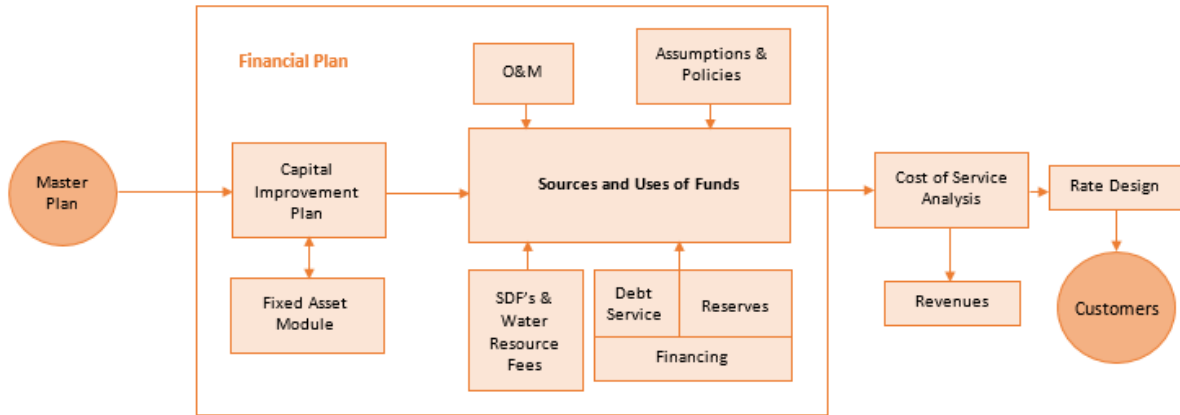 Financial Plan
O&M
Assumptions &
Policies
Master
Plan
Capital
Improvement
Plan
Sources and Uses of Funds
Cost of Service
Analysis
Rate Design
Fixed Asset
Module
SDF's &
Water
Resource
Fees
Debt
Service
Reserves
Financing
Revenues
Customers